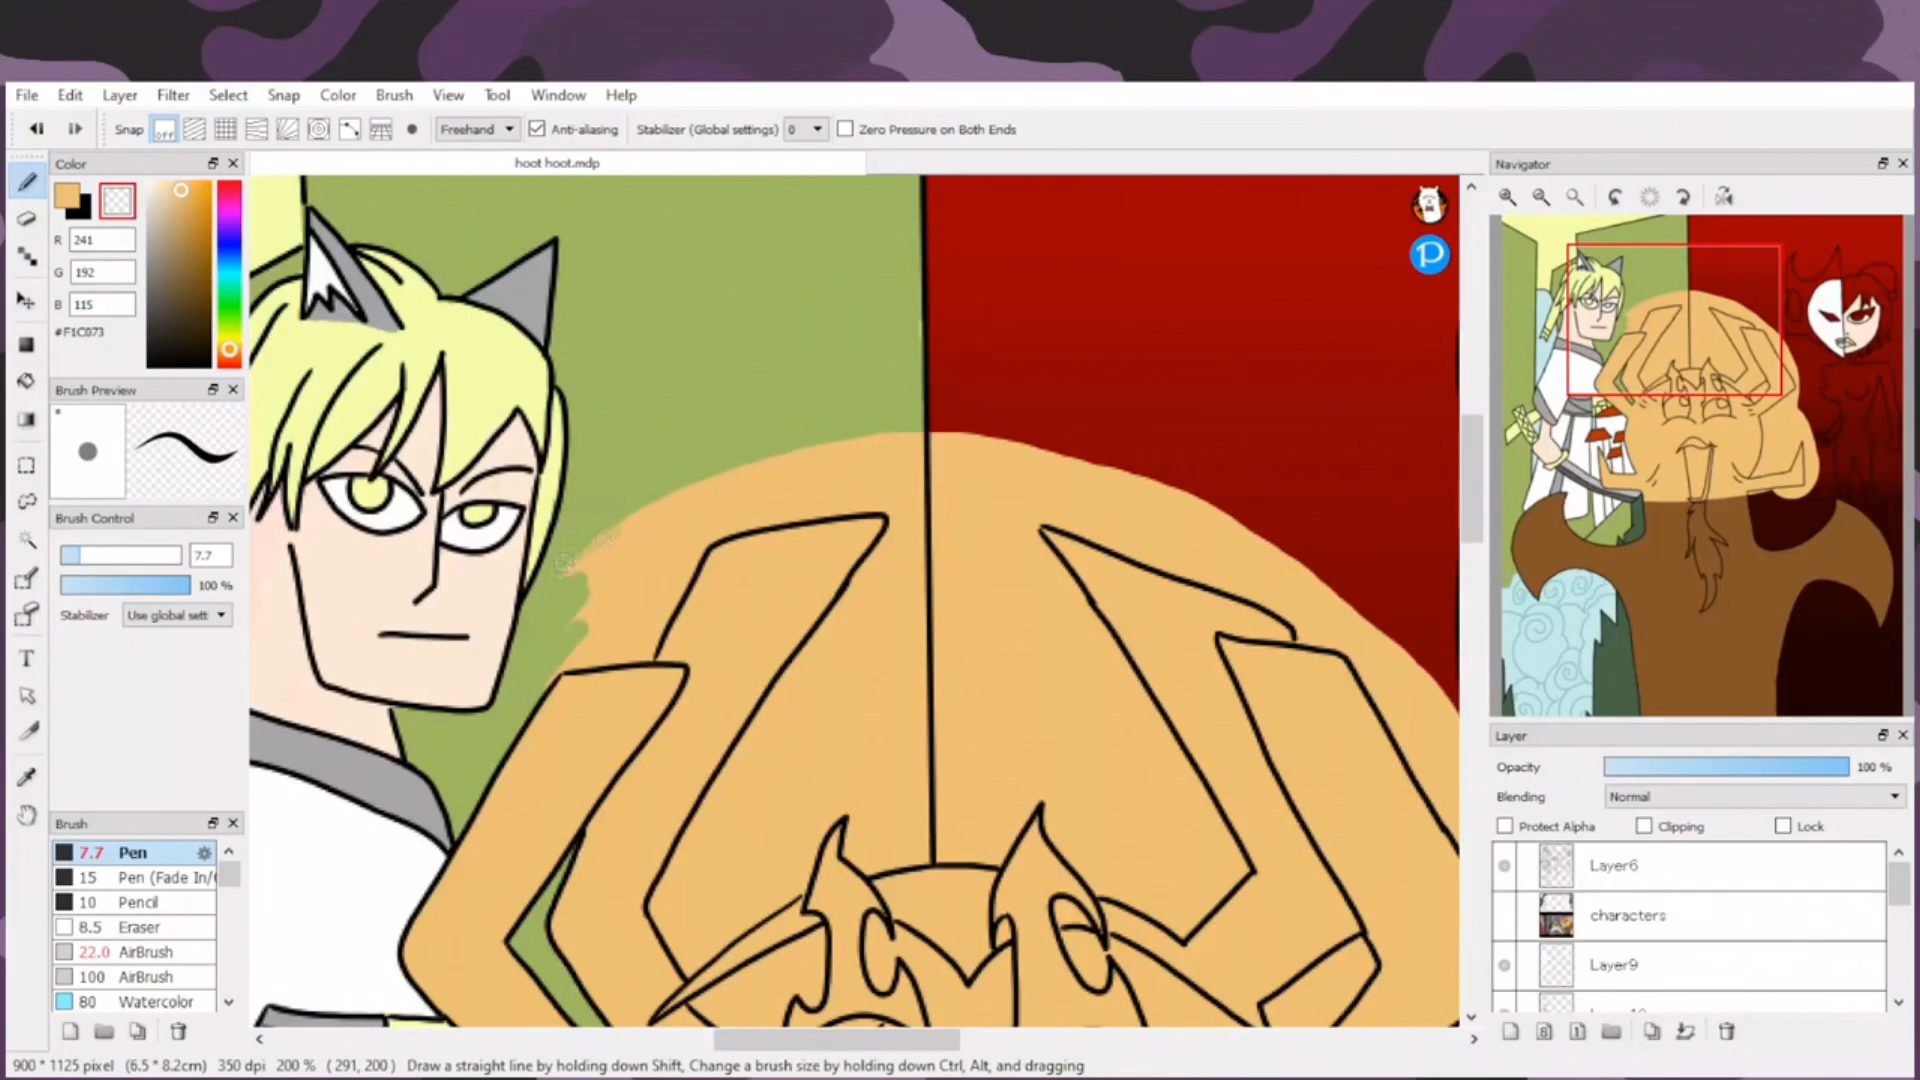 File Edit Layer Filter Select Snap Color Brush View Tool Window Help
Snap off Freehand Anti-aliasing Stabilizer (Global settings) 0 Zero Pressure on Both Ends
Color
hoot hoot.mdp
Navigator
R 241
G 192
B 115
#F1C073
Brush Preview
*
Brush Control
7.7
100 %
Stabilizer Use global sett
Brush
7.7 Pen
15 Pen (Fade In/
10 Pencil
8.5 Eraser
22.0 AirBrush
100 AirBrush
80 Watercolor
T
P
Layer
Opacity 100 %
Blending Normal
Protect Alpha Clipping Lock
Layer6
characters
Layer9
900 * 1125 pixel (6.5 * 8.2cm) 350 dpi 200 % ( 291, 200 ) Draw a straight line by holding down Shift, Change a brush size by holding down Ctrl, Alt, and dragging